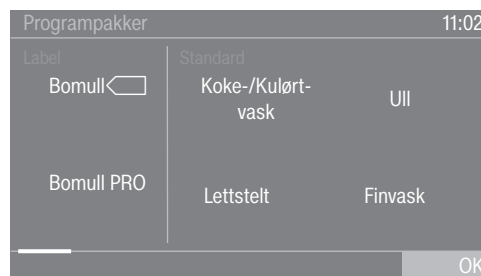 Programpakker 11:02
Label
Standard
Bomull
Koke-/Kulørt-
vask
Ull
Bomull PRO
Lettstelt
Finvask
OK